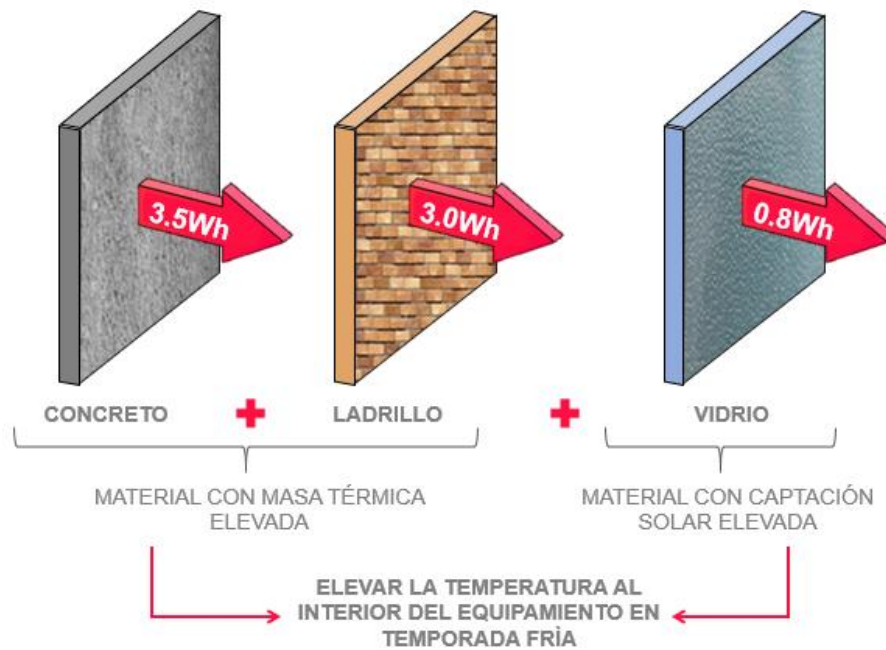 3.5Wh
3.0Wh
0.8Wh
CONCRETO + LADRILLO + VIDRIO
MATERIAL CON MASA TÉRMICA
ELEVADA
MATERIAL CON CAPTACIÓN
SOLAR ELEVADA
ELEVAR LA TEMPERATURA AL
INTERIOR DEL EQUIPAMIENTO EN
TEMPORADA FRÌA